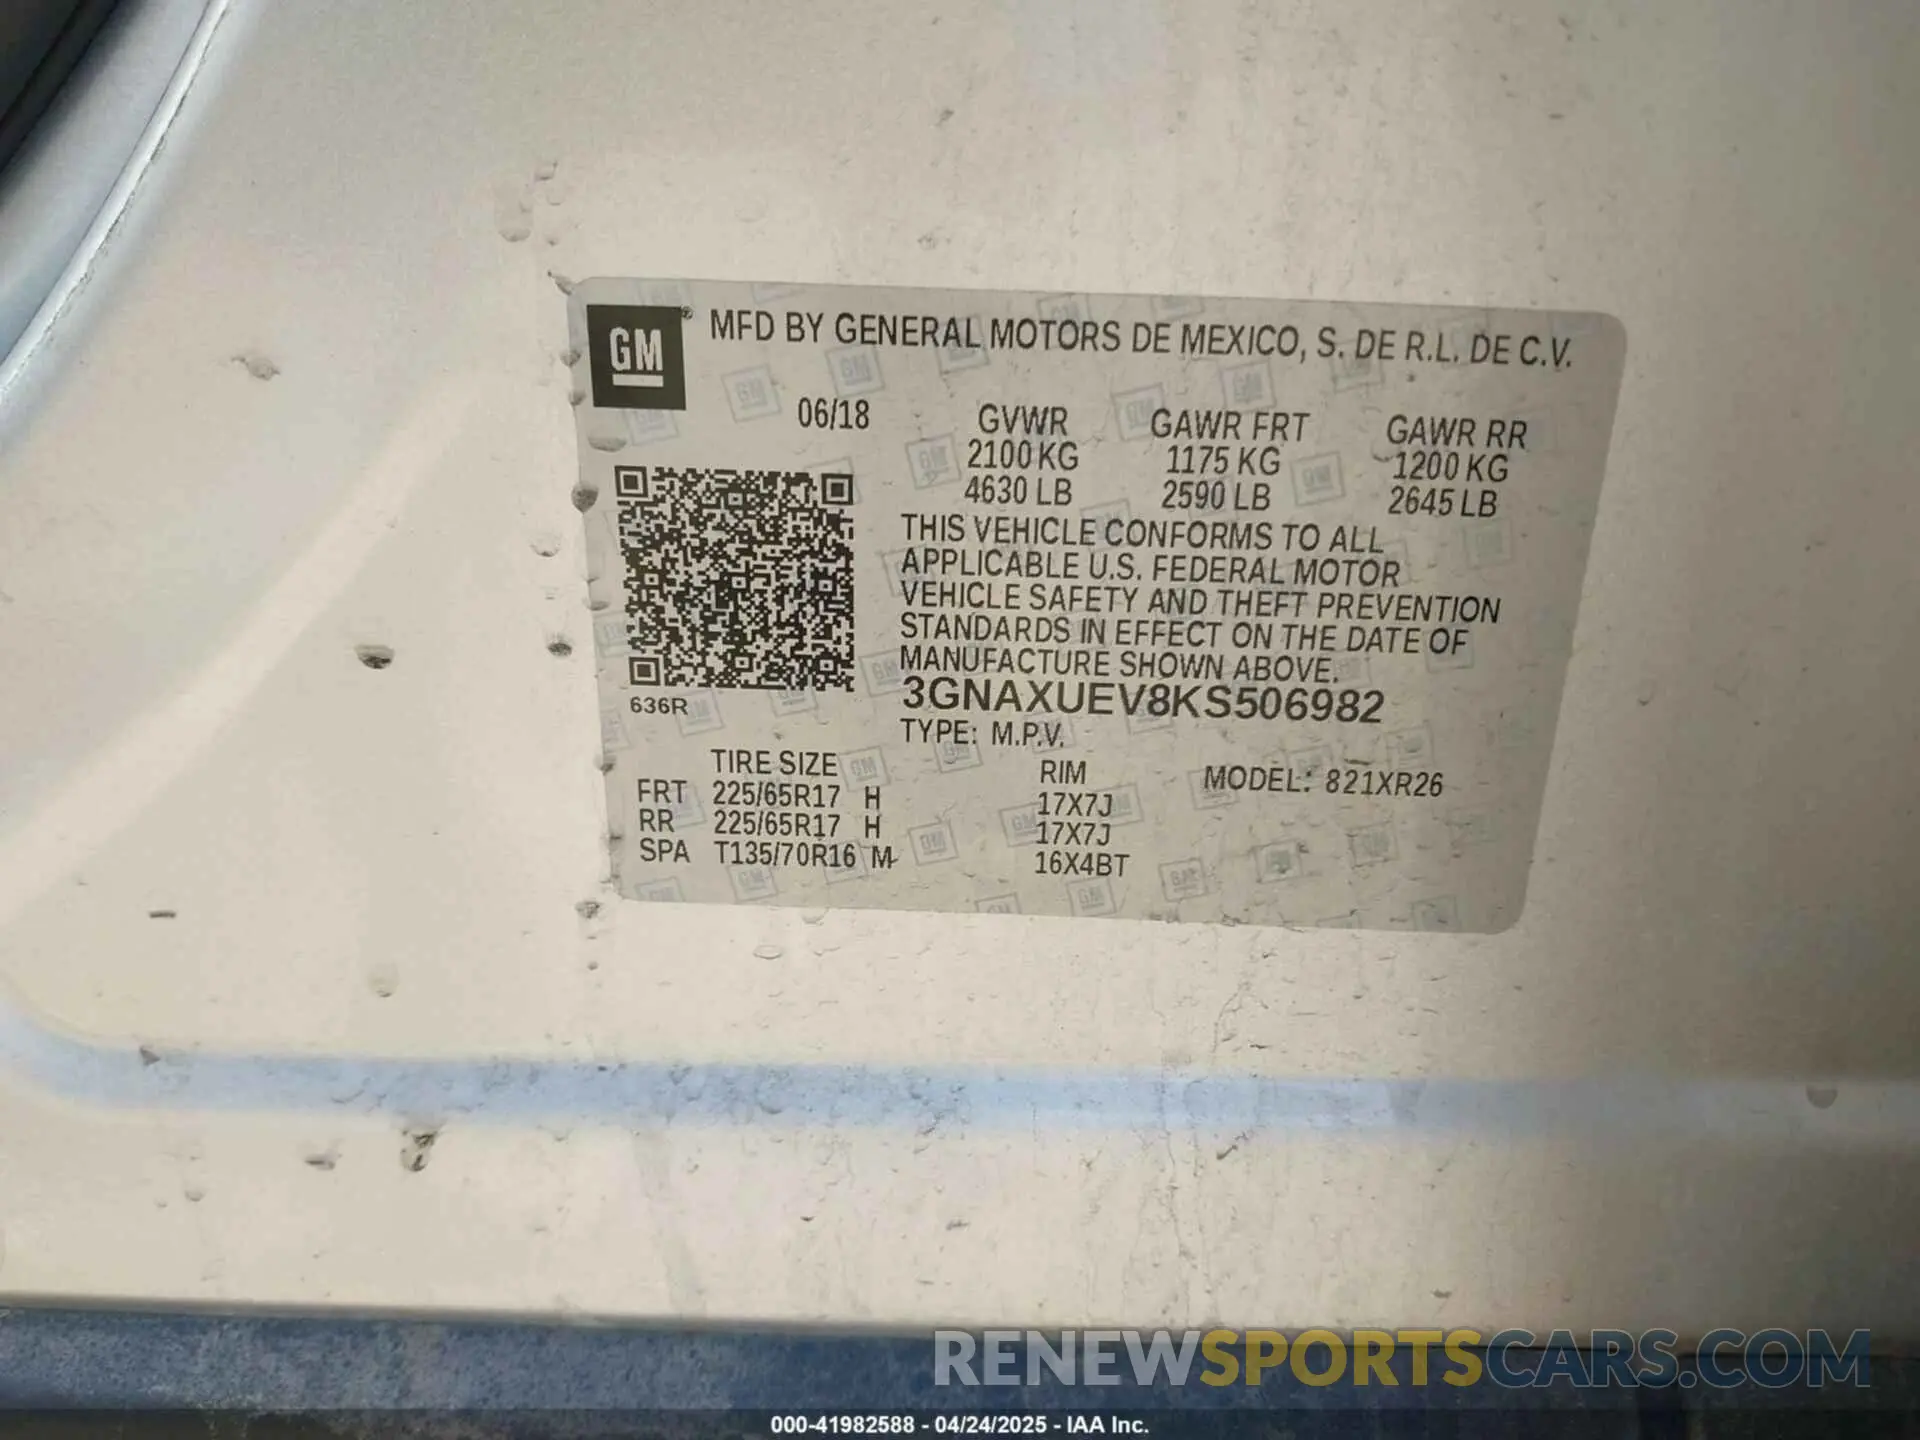 GM® MFD BY GENERAL MOTORS DE MEXICO, S. DE R.L. DE C.V.
06/18 GVWR GAWR FRT GAWR RR
2100 KG 1175 KG 1200 KG
4630 LB 2590 LB 2645 LB
THIS VEHICLE CONFORMS TO ALL
APPLICABLE U.S. FEDERAL MOTOR
VEHICLE SAFETY AND THEFT PREVENTION
STANDARDS IN EFFECT ON THE DATE OF
MANUFACTURE SHOWN ABOVE.
636R 3GNAXUEV8KS506982
TYPE: M.P.V.
TIRE SIZE RIM MODEL: 821XR26
FRT 225/65R17 H 17X7J
RR 225/65R17 H 17X7J
SPA T135/70R16 M 16X4BT
RENEWSPORTSCARS.COM
000-41982588 - 04/24/2025 - IAA Inc.